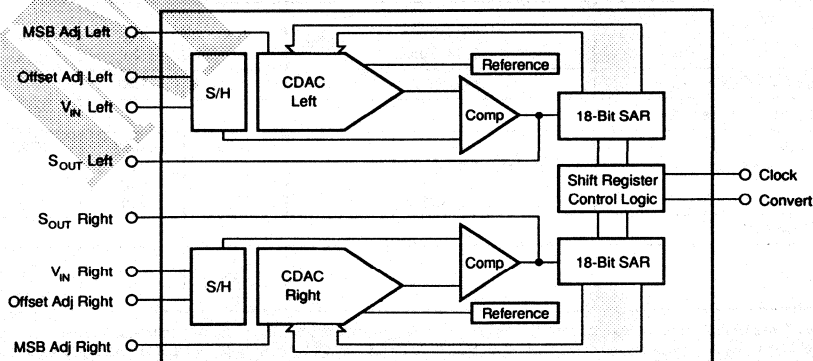 MSB Adj Left
Offset Adj Left
V_IN Left
S_OUT Left
S/H
CDAC
Left
Reference
Comp
18-Bit SAR
Shift Register
Control Logic
Clock
Convert
S_OUT Right
V_IN Right
Offset Adj Right
MSB Adj Right
S/H
CDAC
Right
Comp
Reference
18-Bit SAR